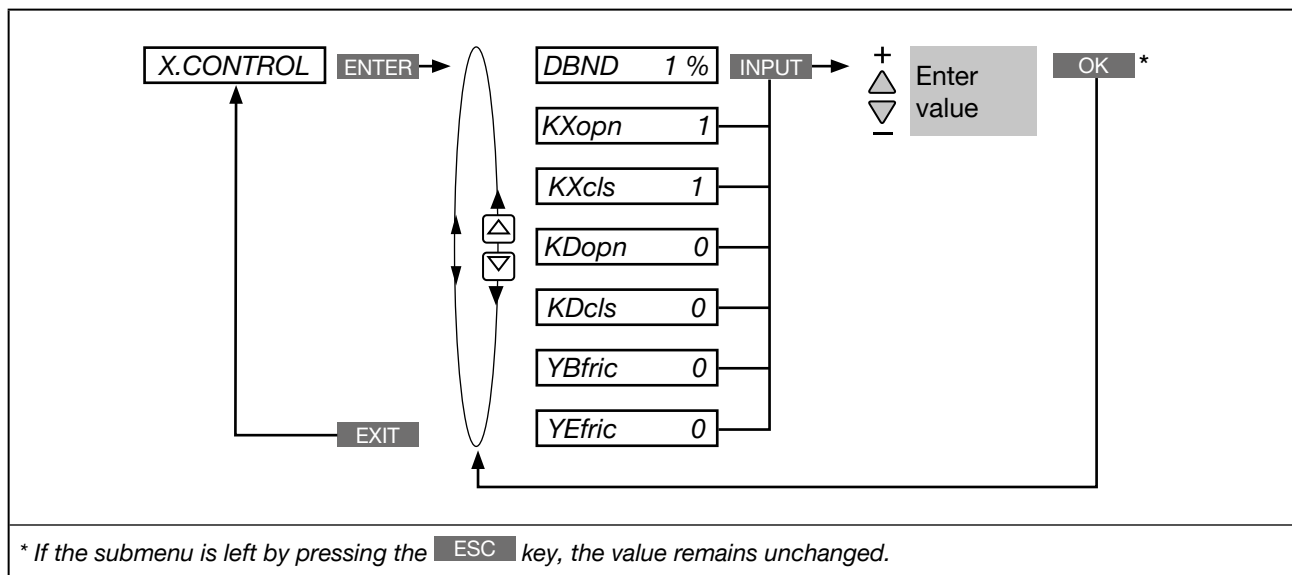 X.CONTROL ENTER DBND 1 % INPUT + Enter value – OK *
KXopn 1
KXcls 1
KDopn 0
KDcls 0
YBfric 0
EXIT YEfric 0
* If the submenu is left by pressing the ESC key, the value remains unchanged.